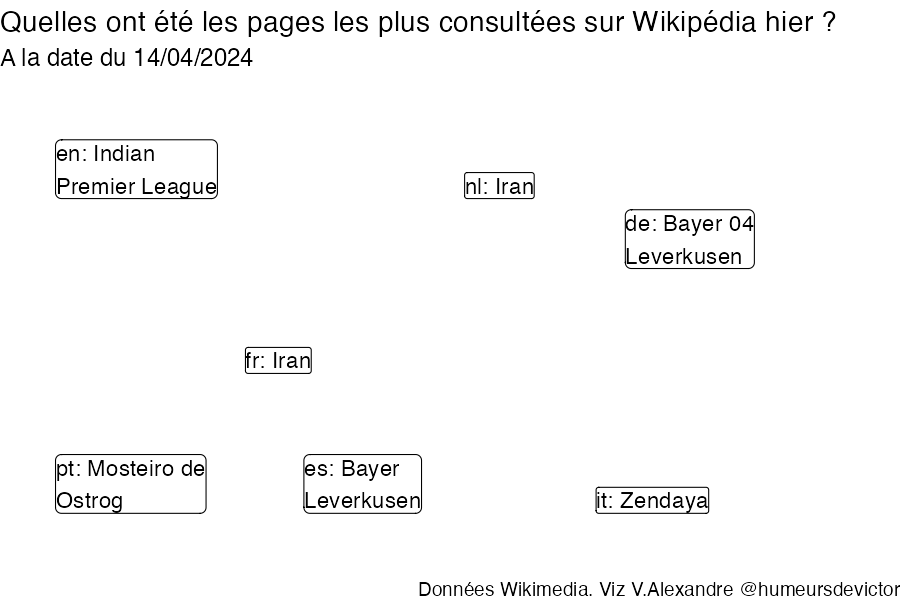 Quelles ont été les pages les plus consultées sur Wikipédia hier ?
A la date du 14/04/2024
en: Indian
Premier League
nl: Iran
de: Bayer 04
Leverkusen
fr: Iran
pt: Mosteiro de
Ostrog
es: Bayer
Leverkusen
it: Zendaya
Données Wikimedia. Viz V.Alexandre @humeursdevictor